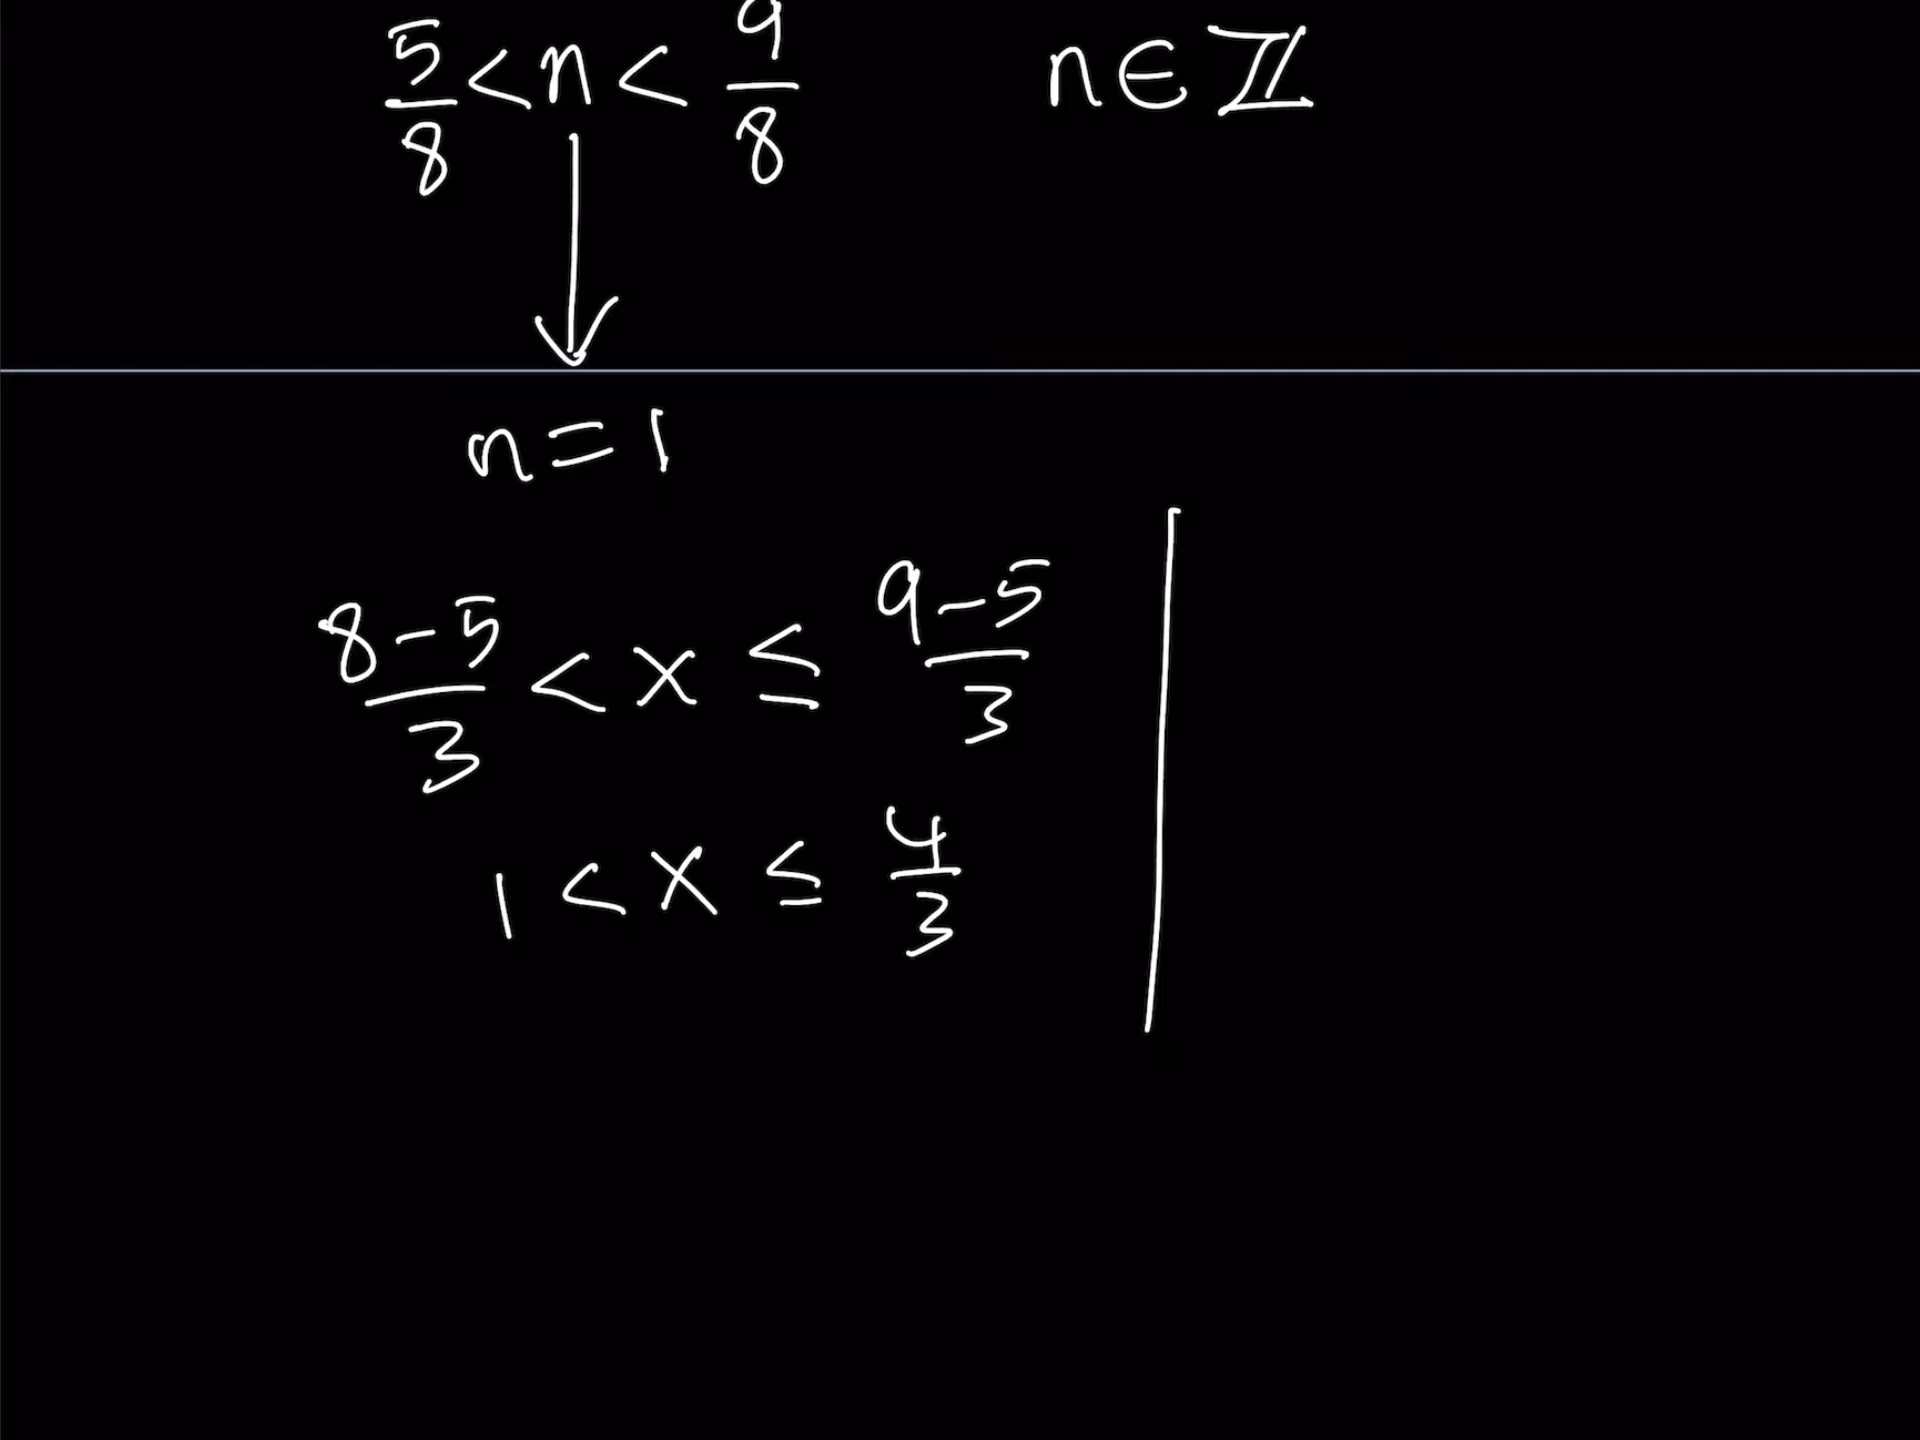 5/8 < n < 9/8 n ∈ ℤ
n = 1
8-5/3 < x ≤ 9-5/3
1 < x ≤ 4/3